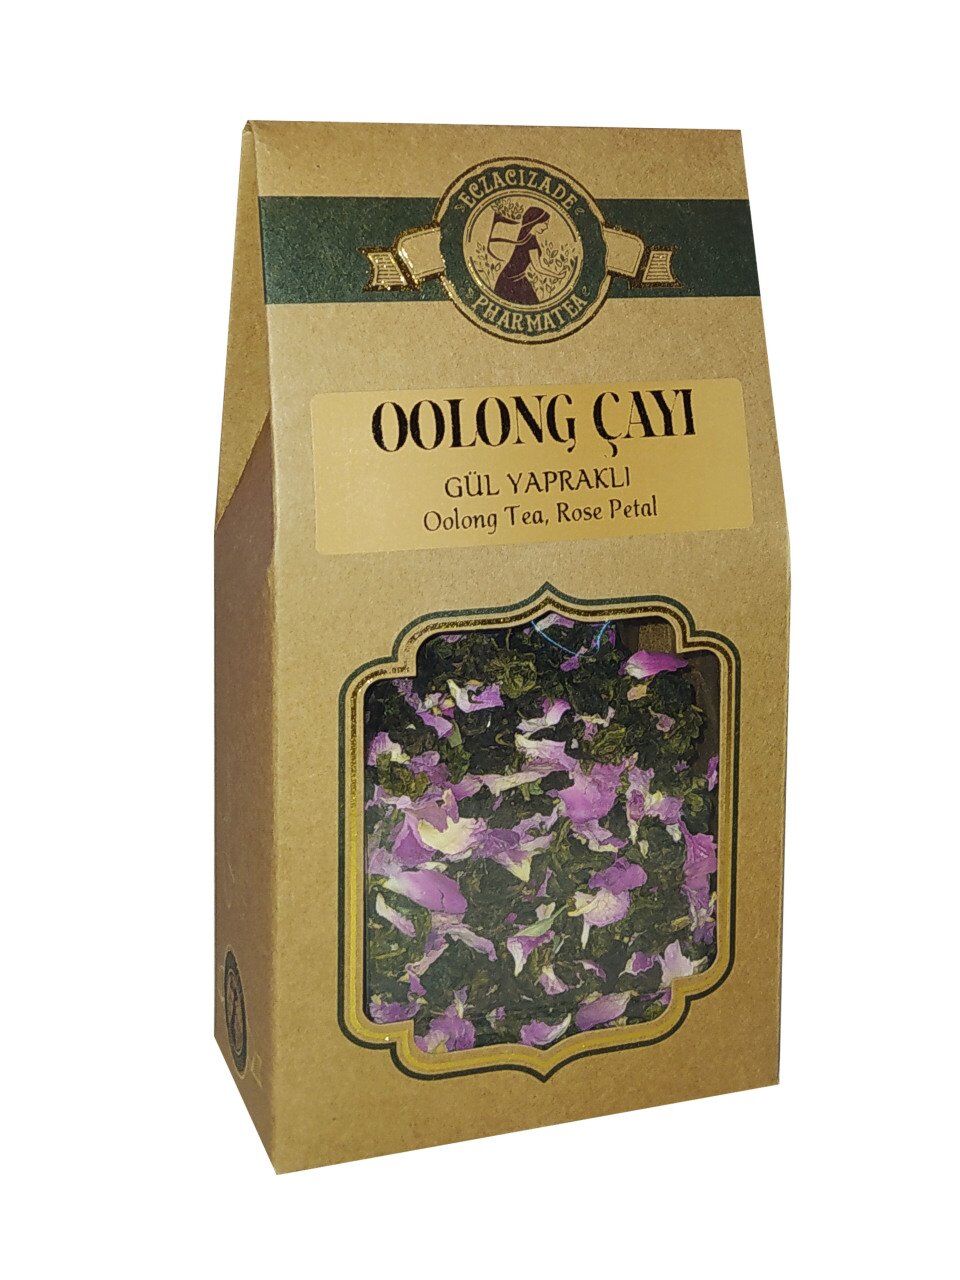 ECZACIZADE
PHARMATEA
OOLONG ÇAYI
GÜL YAPRAKLI
Oolong Tea, Rose Petal